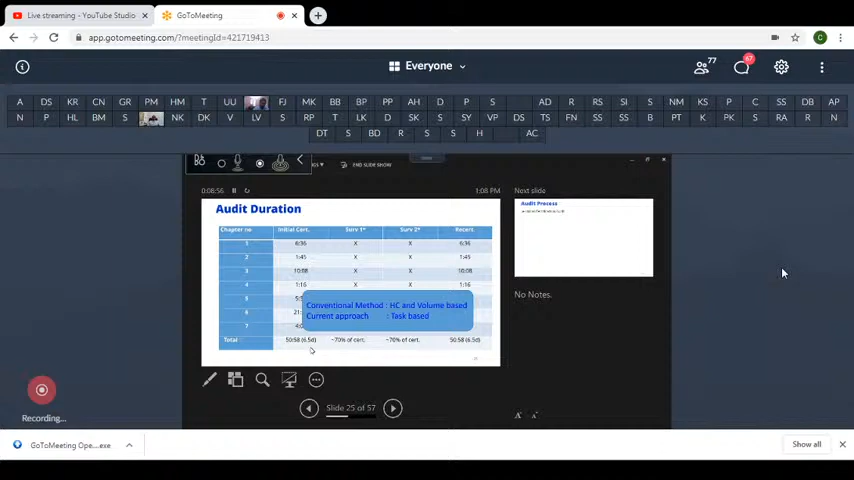 Live streaming - YouTube Studio
GoToMeeting
app.gotomeeting.com/?meetingId=421719413
C
Everyone
77
67
A DS KR CN GR PM HM T UU FJ MK BB BP PP AH D P S AD R RS SI S NM KS P C SS DB AP
N P HL BM S NK DK V LV S RP T LK D SK S SY VP DS TS FN SS SS B PT K PK S RA R N
DT S BD R S S H AC
END SLIDE SHOW
0:08:56
1:08 PM
Next slide
Audit Duration
Chapter no Initial Cert. Surv 1* Surv 2* Recert.
1 6:36 X X 6:36
2 1:45 X X 1:45
3 10:08 X X 10:08
4 1:16 X X 1:16
5
6
7
Conventional Method : HC and Volume based
Current approach : Task based
Total 50:58 (6.5d) ~70% of cert. ~70% of cert. 50:58 (6.5d)
Audit Process
No Notes.
Slide 25 of 57
A A
Recording...
GoToMeeting Ope....exe
Show all